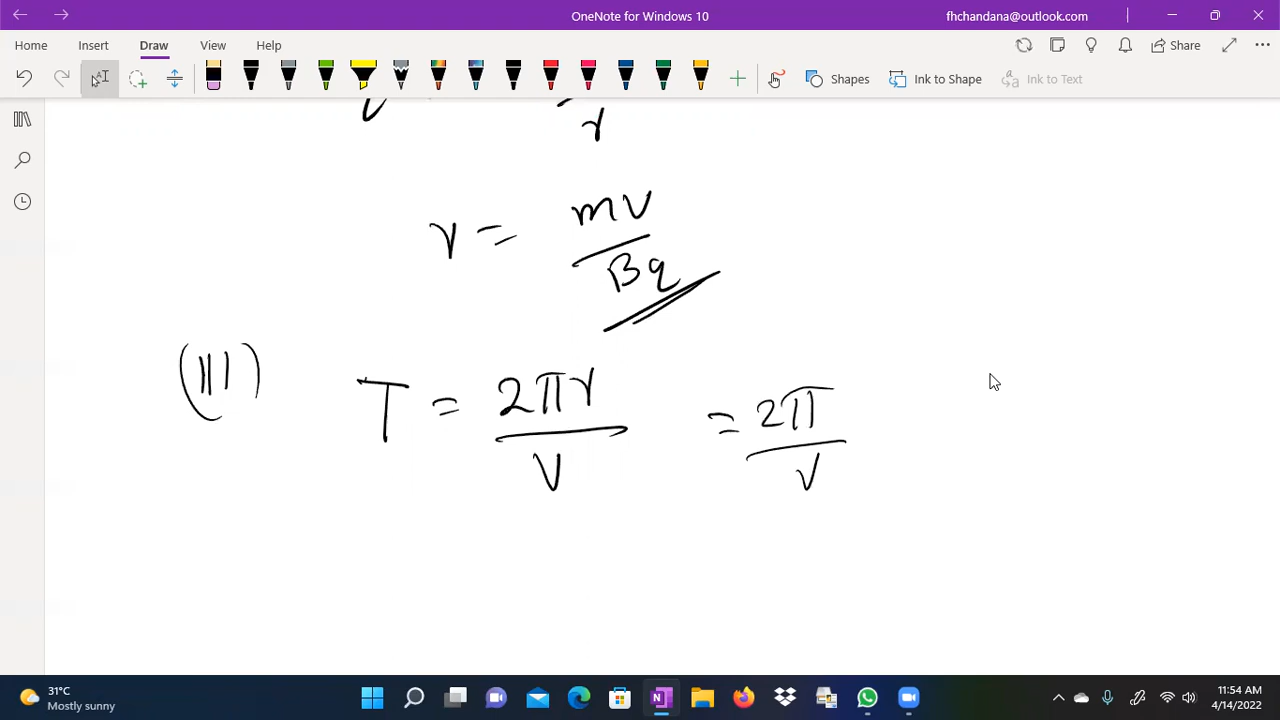 OneNote for Windows 10
fhchandana@outlook.com
Home Insert Draw View Help
Share
Shapes
Ink to Shape
Ink to Text
r
r = mv
Bq
(III) T = 2πr = 2π
v v
31°C
Mostly sunny
11:54 AM
4/14/2022